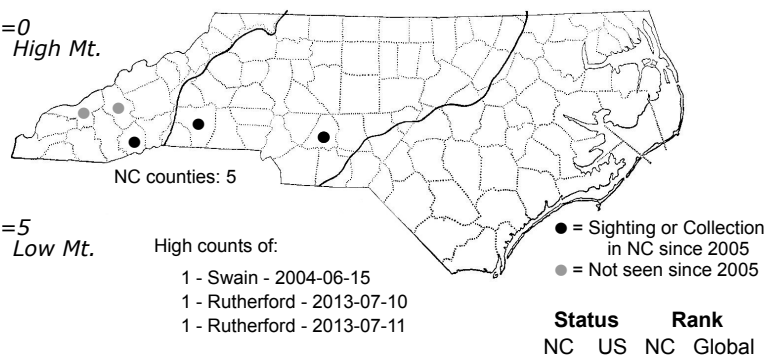 =0
High Mt.
NC counties: 5
=5
Low Mt.
High counts of:
1 - Swain - 2004-06-15
1 - Rutherford - 2013-07-10
1 - Rutherford - 2013-07-11
= Sighting or Collection
in NC since 2005
= Not seen since 2005
Status Rank
NC US NC Global